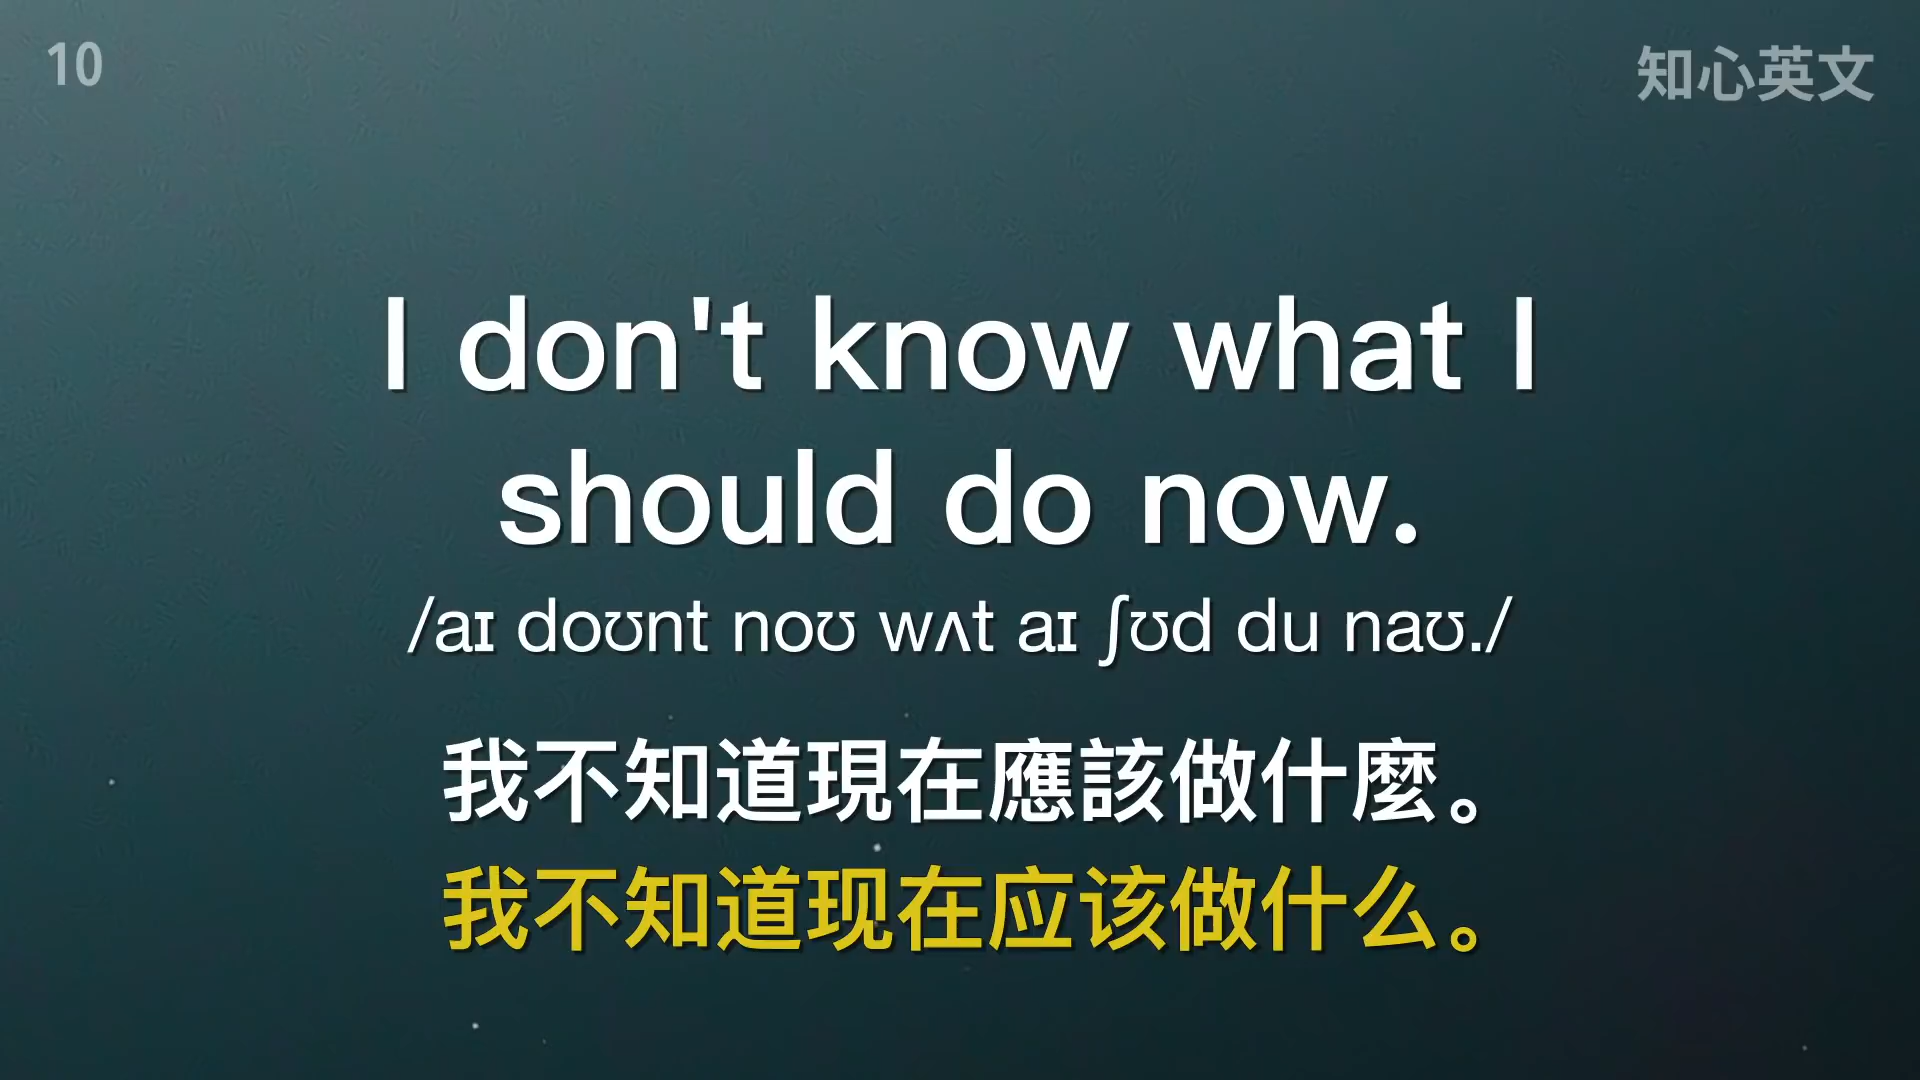 10
知心英文
I don't know what I
should do now.
/aɪ doʊnt noʊ wʌt aɪ ʃʊd du naʊ./
我不知道現在應該做什麼。
我不知道现在应该做什么。